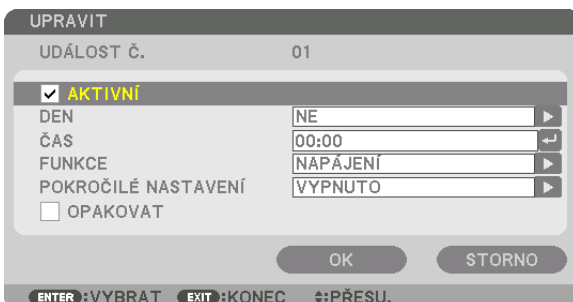 UPRAVIT
UDÁLOST Č. 01
AKTIVNÍ
DEN NE
ČAS 00:00
FUNKCE NAPÁJENÍ
POKROČILÉ NASTAVENÍ VYPNUTO
OPAKOVAT
OK STORNO
ENTER :VYBRAT EXIT :KONEC :PŘESU.